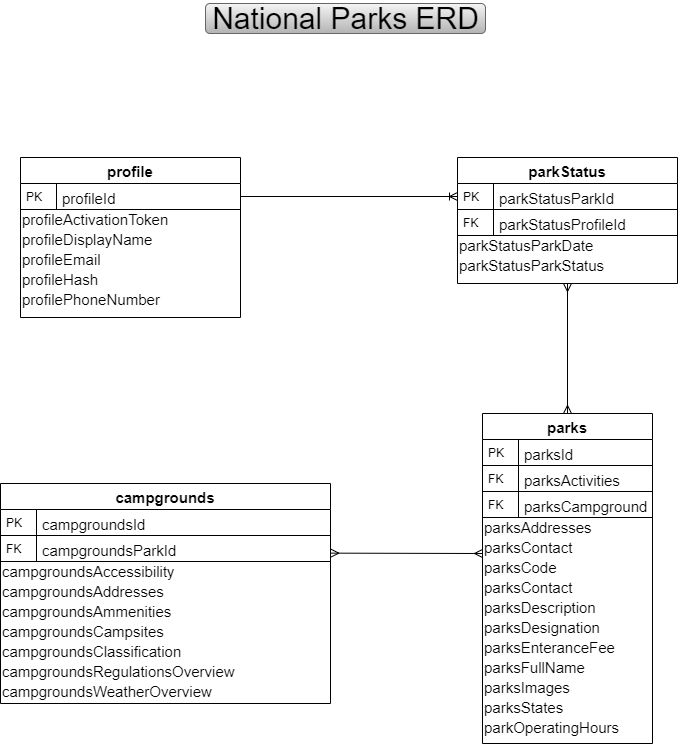 National Parks ERD
profile
PK profileId
profileActivationToken
profileDisplayName
profileEmail
profileHash
profilePhoneNumber
parkStatus
PK parkStatusParkId
FK parkStatusProfileId
parkStatusParkDate
parkStatusParkStatus
campgrounds
PK campgroundsId
FK campgroundsParkId
campgroundsAccessibility
campgroundsAddresses
campgroundsAmmenities
campgroundsCampsites
campgroundsClassification
campgroundsRegulationsOverview
campgroundsWeatherOverview
parks
PK parksId
FK parksActivities
FK parksCampground
parksAddresses
parksContact
parksCode
parksContact
parksDescription
parksDesignation
parksEnteranceFee
parksFullName
parksImages
parksStates
parkOperatingHours